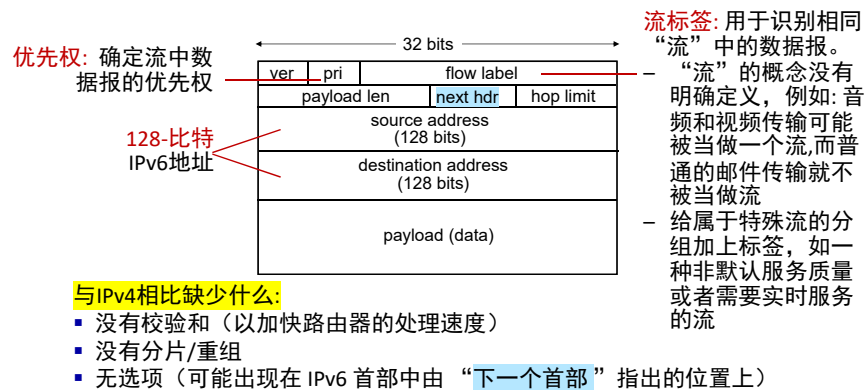 32 bits
优先权: 确定流中数
据报的优先权
ver pri flow label
payload len next hdr hop limit
source address
(128 bits)
destination address
(128 bits)
payload (data)
128-比特
IPv6地址
流标签: 用于识别相同
“流”中的数据报。
– “流”的概念没有
明确定义，例如: 音
频和视频传输可能
被当做一个流,而普
通的邮件传输就不
被当做流
– 给属于特殊流的分
组加上标签，如一
种非默认服务质量
或者需要实时服务
的流
与IPv4相比缺少什么:
▪ 没有校验和（以加快路由器的处理速度）
▪ 没有分片/重组
▪ 无选项（可能出现在 IPv6 首部中由 “下一个首部”指出的位置上）